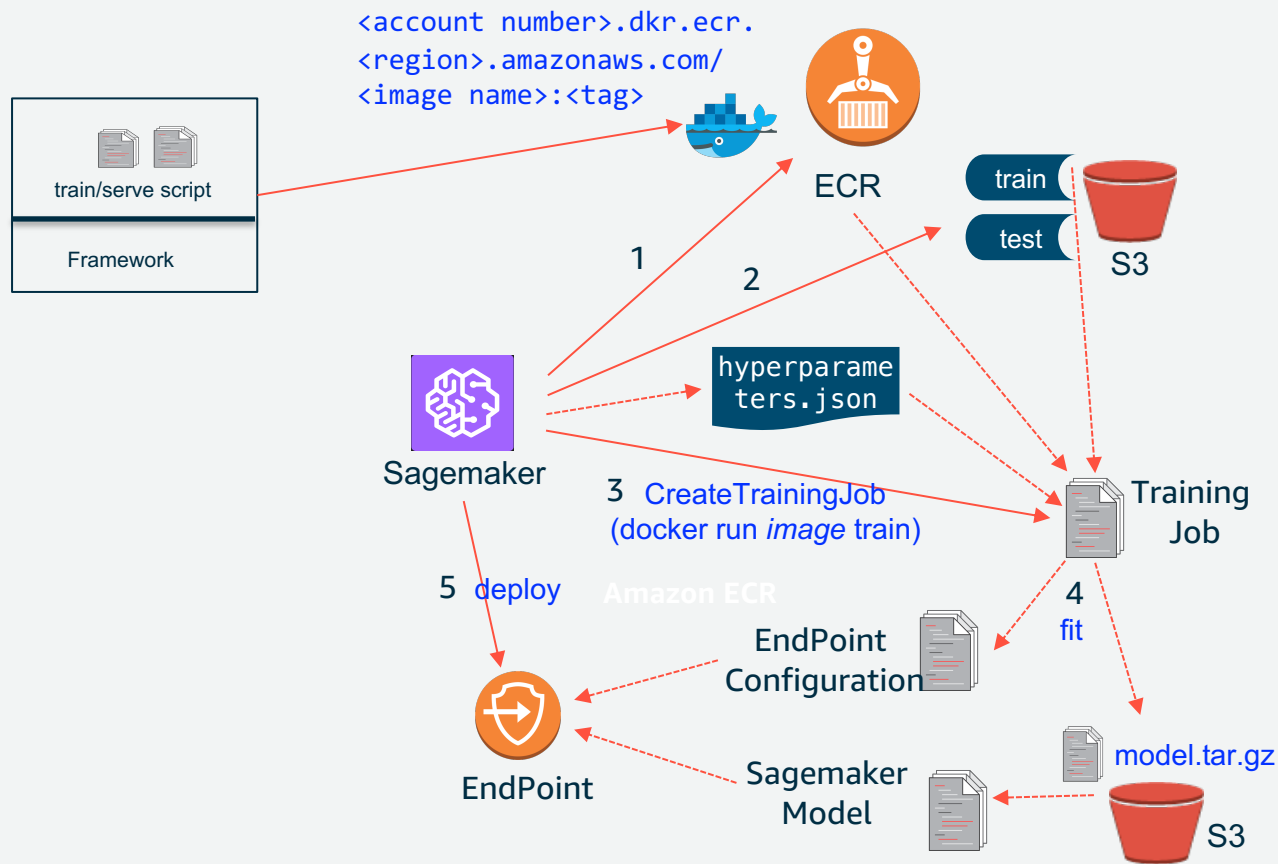 <account number>.dkr.ecr.
<region>.amazonaws.com/
<image name>:<tag>
train/serve script
Framework
ECR
train
test
S3
1
2
hyperparame
ters.json
Sagemaker
3 CreateTrainingJob
(docker run image train)
Training
Job
5 deploy
Amazon ECR
4
fit
EndPoint
Configuration
EndPoint
model.tar.gz
Sagemaker
Model
S3